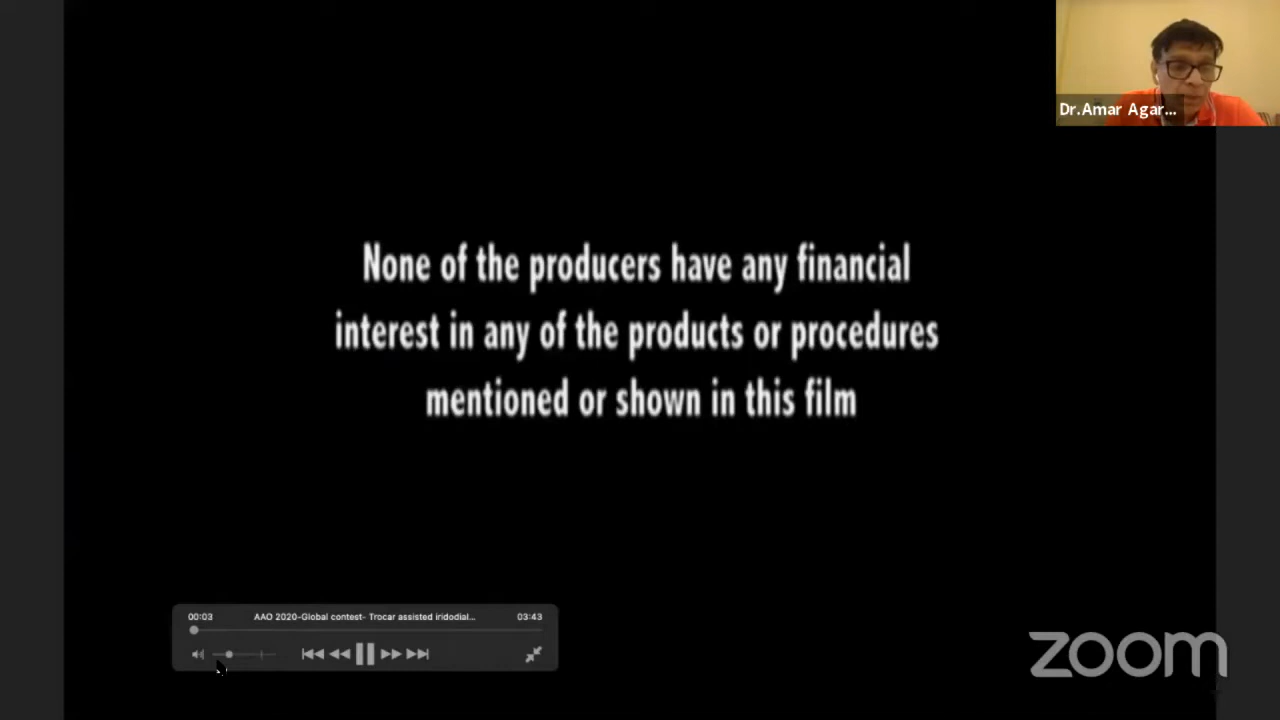 Dr.Amar Agar...
None of the producers have any financial
interest in any of the products or procedures
mentioned or shown in this film
00:03 AAO 2020-Global contest- Trocar assisted iridodial... 03:43
zoom